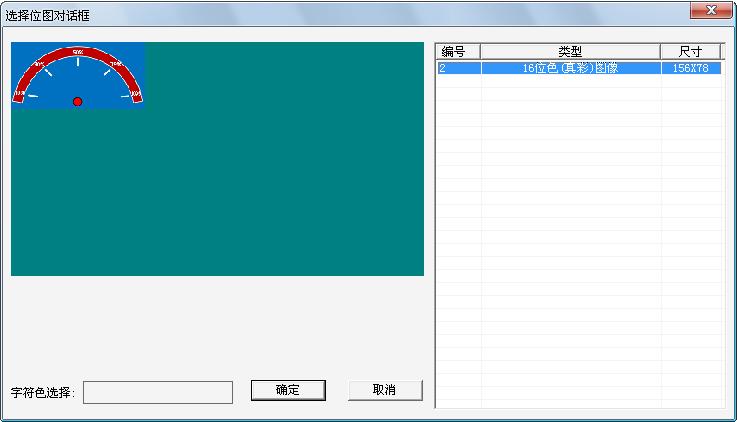 选择位图对话框
50%
编号 类型 尺寸
2 16位色(真彩)图像 156X78
字符色选择:
确定
取消